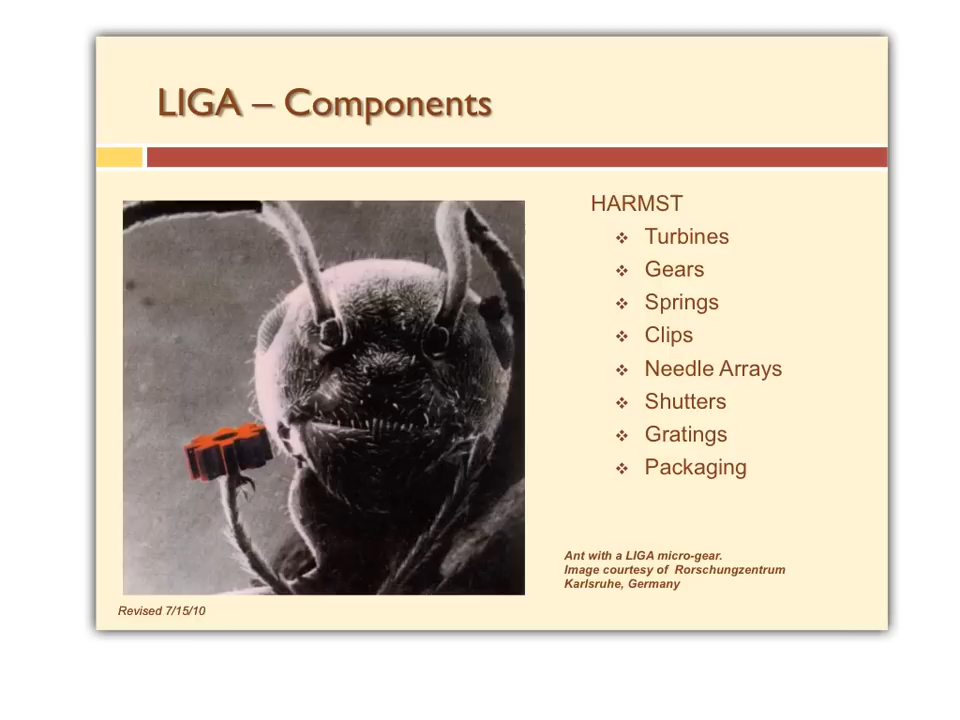 LIGA – Components
HARMST
Turbines
Gears
Springs
Clips
Needle Arrays
Shutters
Gratings
Packaging
Ant with a LIGA micro-gear.
Image courtesy of Rorschungzentrum
Karlsruhe, Germany
Revised 7/15/10